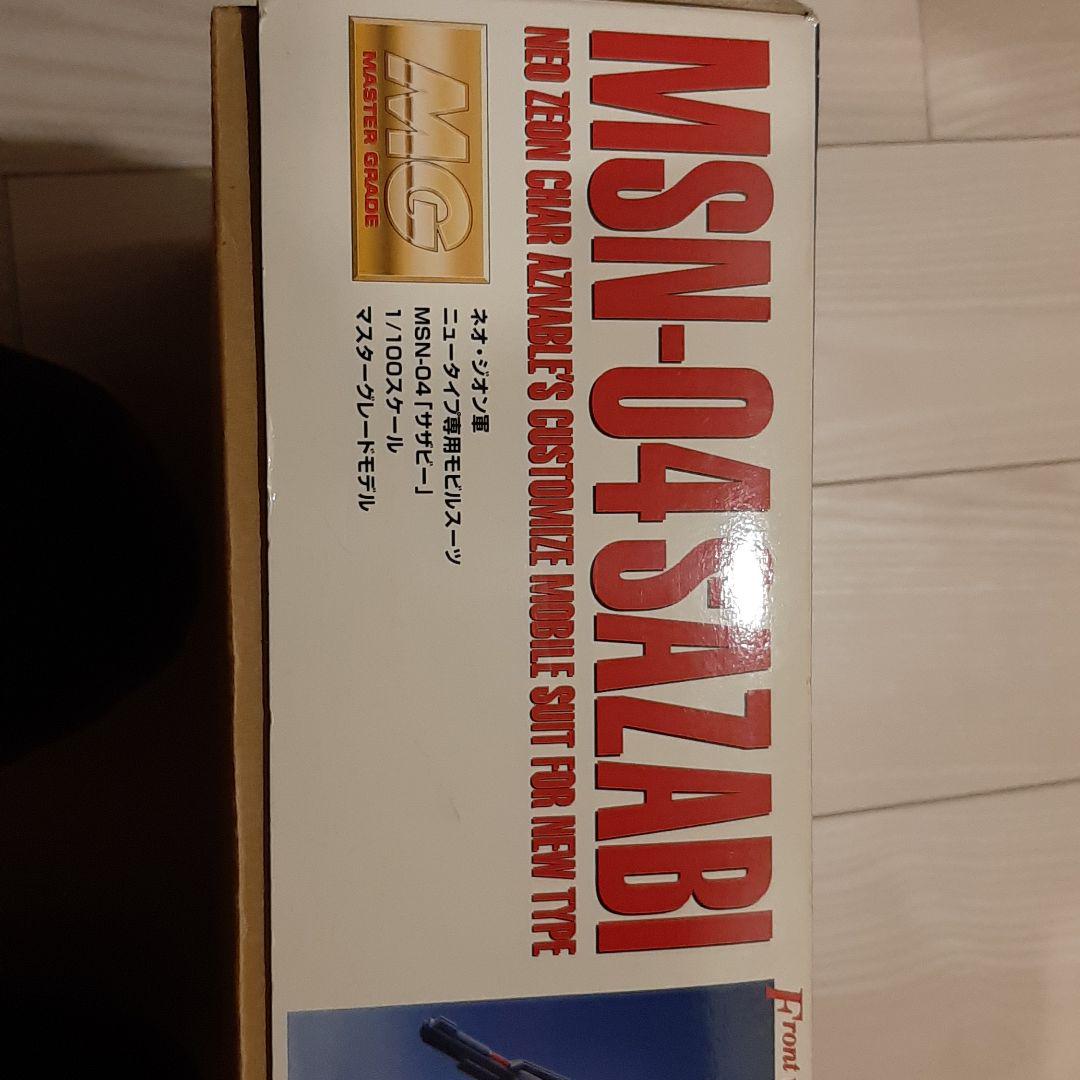 MSN-04 SAZABI
NEO ZEON CHAR AZNABLE'S CUSTOMIZE MOBILE SUIT FOR NEW TYPE
MG
MASTER GRADE
ネオ・ジオン軍
ニュータイプ専用モビルスーツ
MSN-04「サザビー」
1/100スケール
マスターグレードモデル
Front